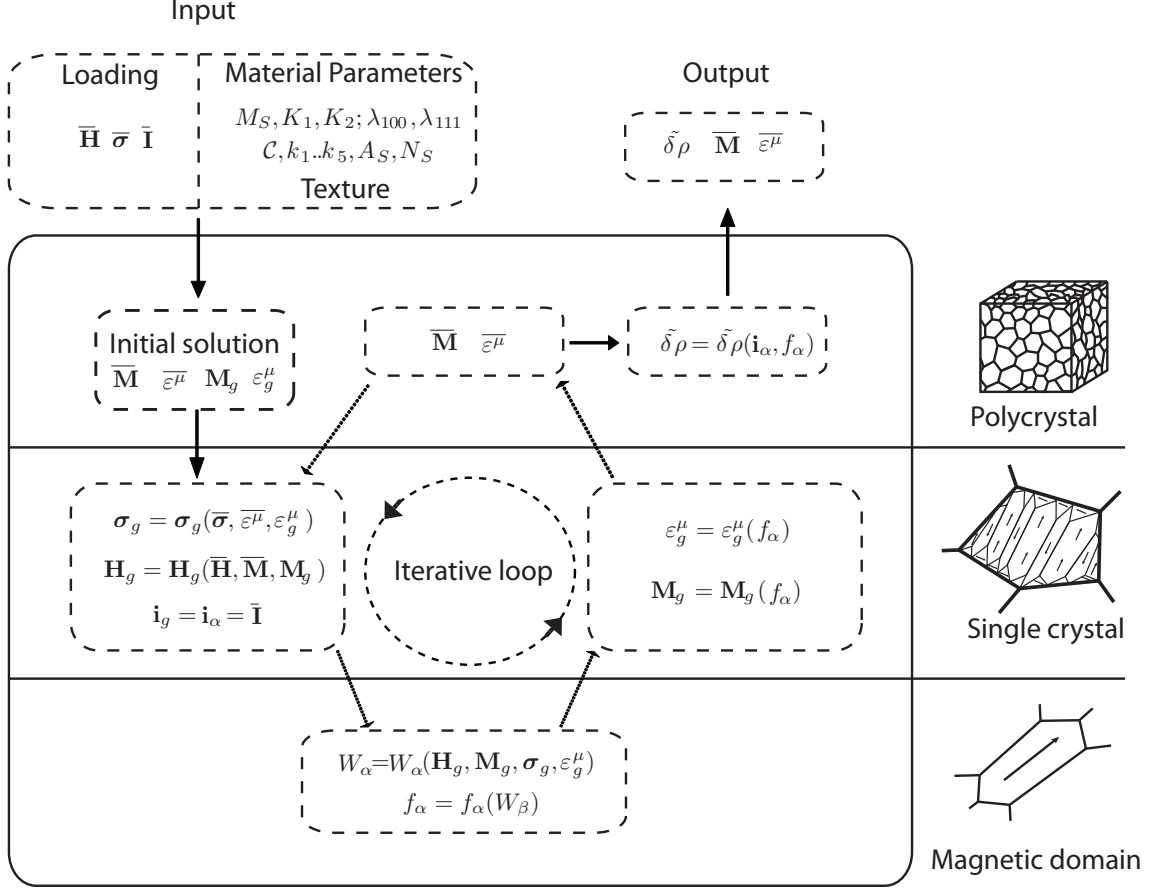 Input
Loading
H̅ σ̅ I̅
Material Parameters
M_S, K_1, K_2; λ_100, λ_111
C, k_1..k_5, A_S, N_S
Texture
Output
δ̃ρ M̅ ε̅^μ̅
Initial solution
M̅ ε̅^μ̅ M_g ε_g^μ
M̅ ε̅^μ̅
δ̃ρ = δ̃ρ(i_α, f_α)
Polycrystal
σ_g = σ_g(σ̅, ε̅^μ̅, ε_g^μ)
H_g = H_g(H̅, M̅, M_g)
i_g = i_α = I̅
Iterative loop
ε_g^μ = ε_g^μ(f_α)
M_g = M_g(f_α)
Single crystal
W_α=W_α(H_g, M_g, σ_g, ε_g^μ)
f_α = f_α(W_β)
Magnetic domain